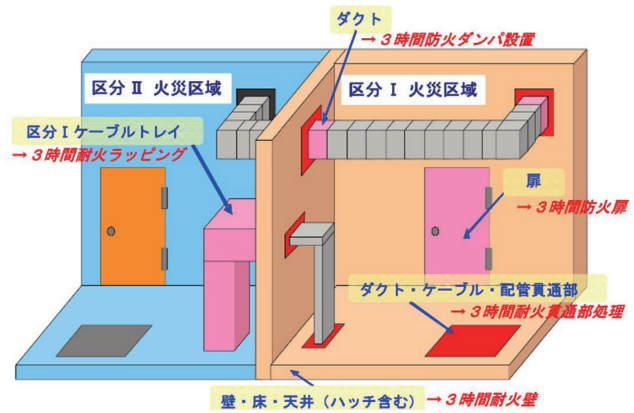 ダクト
→３時間防火ダンパ設置
区分Ⅱ 火災区域
区分Ⅰ 火災区域
区分Ⅰケーブルトレイ
→３時間耐火ラッピング
扉
→３時間防火扉
ダクト・ケーブル・配管貫通部
→３時間耐火貫通部処理
壁・床・天井（ハッチ含む）→３時間耐火壁